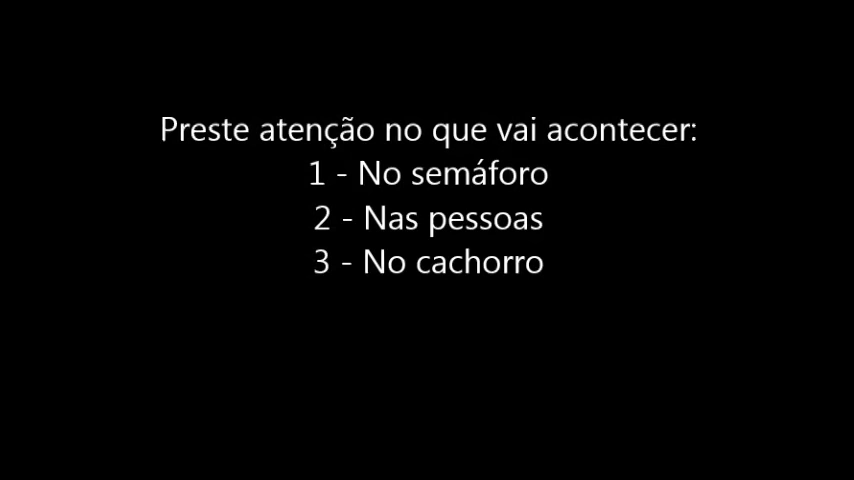 Preste atenção no que vai acontecer:
1 - No semáforo
2 - Nas pessoas
3 - No cachorro